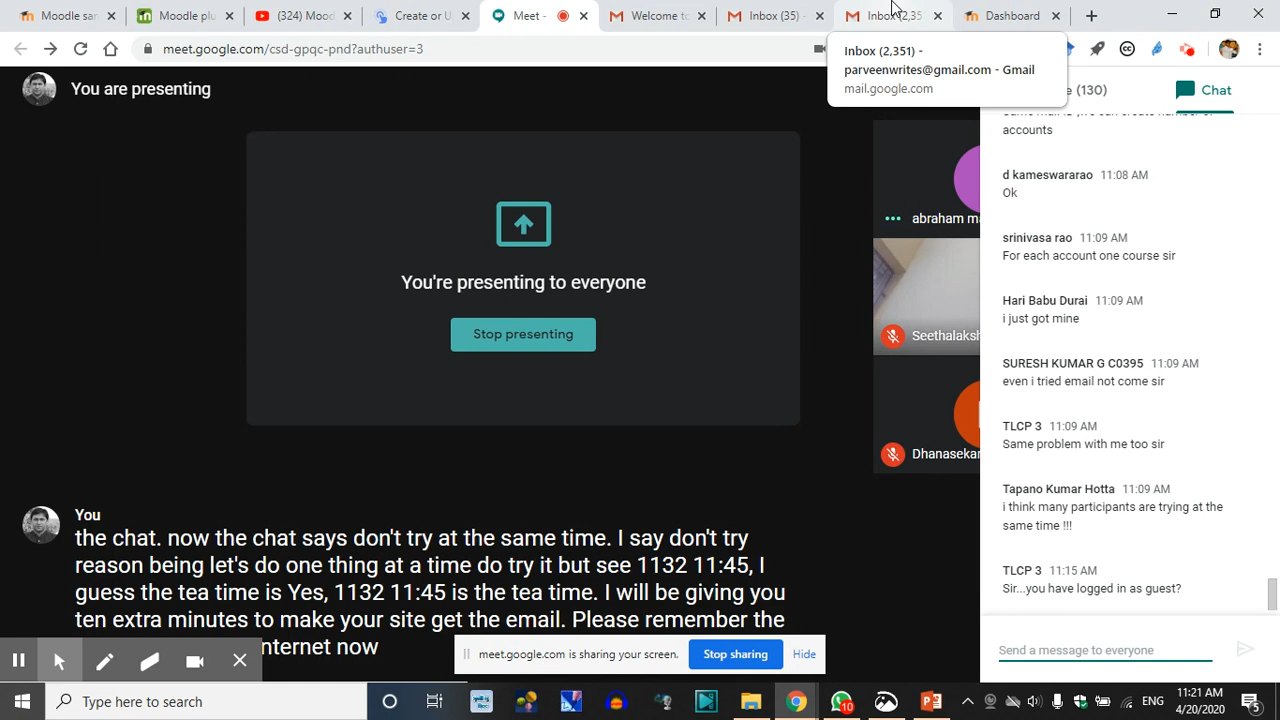 Moodle san
Moodle plu
(324) Mood
Create or U
Meet -
Welcome to
Inbox (35) -
Inbox (2,35
Dashboard
meet.google.com/csd-gpqc-pnd?authuser=3
Inbox (2,351) -
parveenwrites@gmail.com - Gmail
mail.google.com
You are presenting
(130)
Chat
accounts
d kameswararao 11:08 AM
Ok
srinivasa rao 11:09 AM
For each account one course sir
Hari Babu Durai 11:09 AM
i just got mine
SURESH KUMAR G C0395 11:09 AM
even i tried email not come sir
TLCP 3 11:09 AM
Same problem with me too sir
Tapano Kumar Hotta 11:09 AM
i think many participants are trying at the
same time !!!
TLCP 3 11:15 AM
Sir...you have logged in as guest?
Send a message to everyone
You're presenting to everyone
Stop presenting
abraham ma
Seethalaksh
Dhanasekar
You
the chat. now the chat says don't try at the same time. I say don't try
reason being let's do one thing at a time do try it but see 1132 11:45, I
guess the tea time is Yes, 1132 11:45 is the tea time. I will be giving you
ten extra minutes to make your site get the email. Please remember the
nternet now
meet.google.com is sharing your screen.
Stop sharing
Hide
Type here to search
10
ENG
11:21 AM
4/20/2020
5